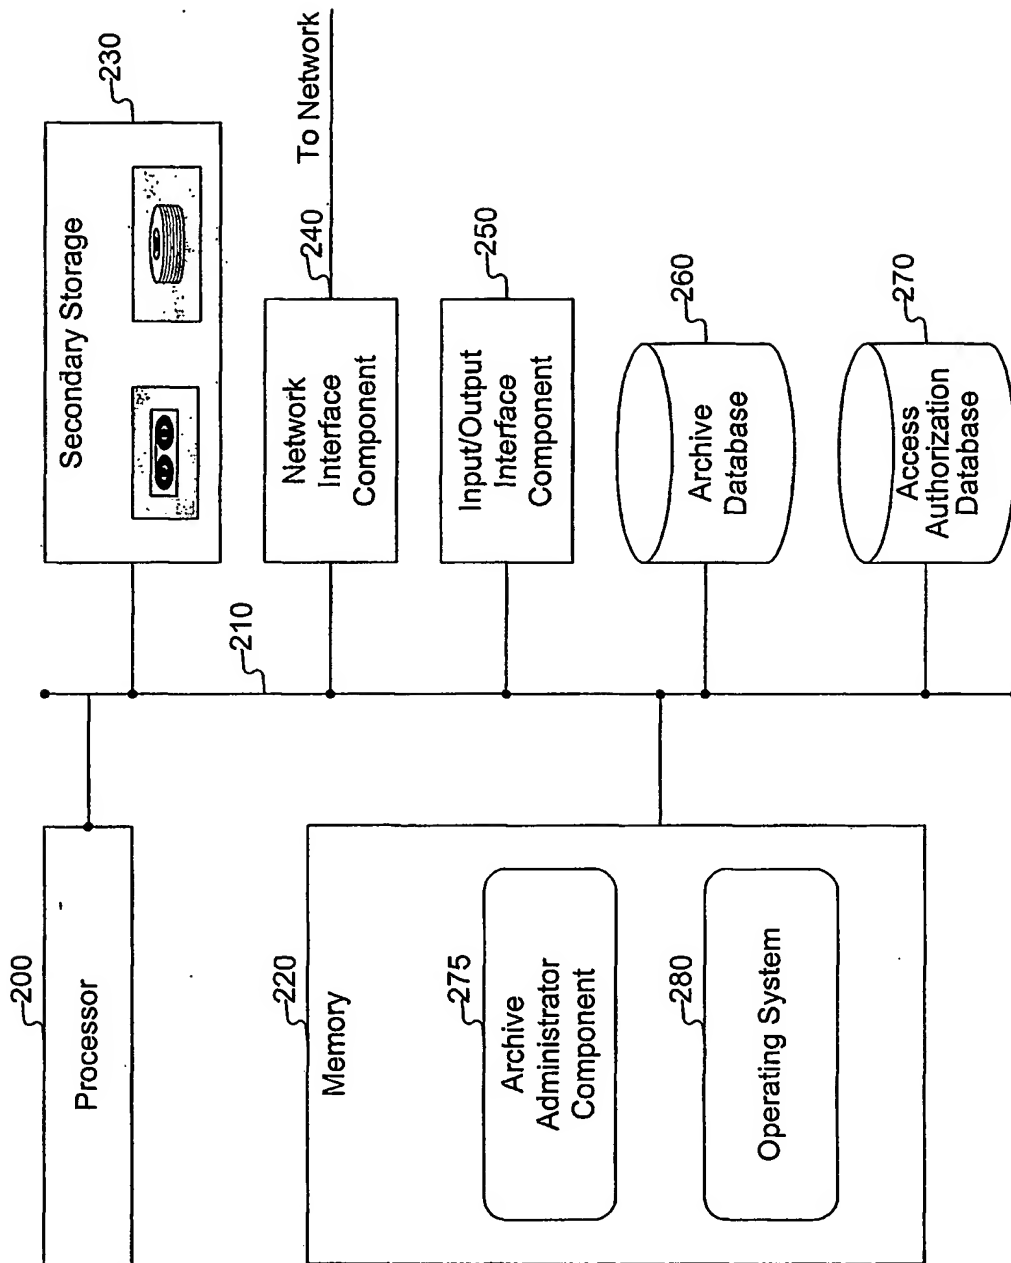 200
Processor
220
Memory
275
Archive
Administrator
Component
280
Operating System
210
230
Secondary Storage
240
Network
Interface
Component
To Network
250
Input/Output
Interface
Component
260
Archive
Database
270
Access
Authorization
Database